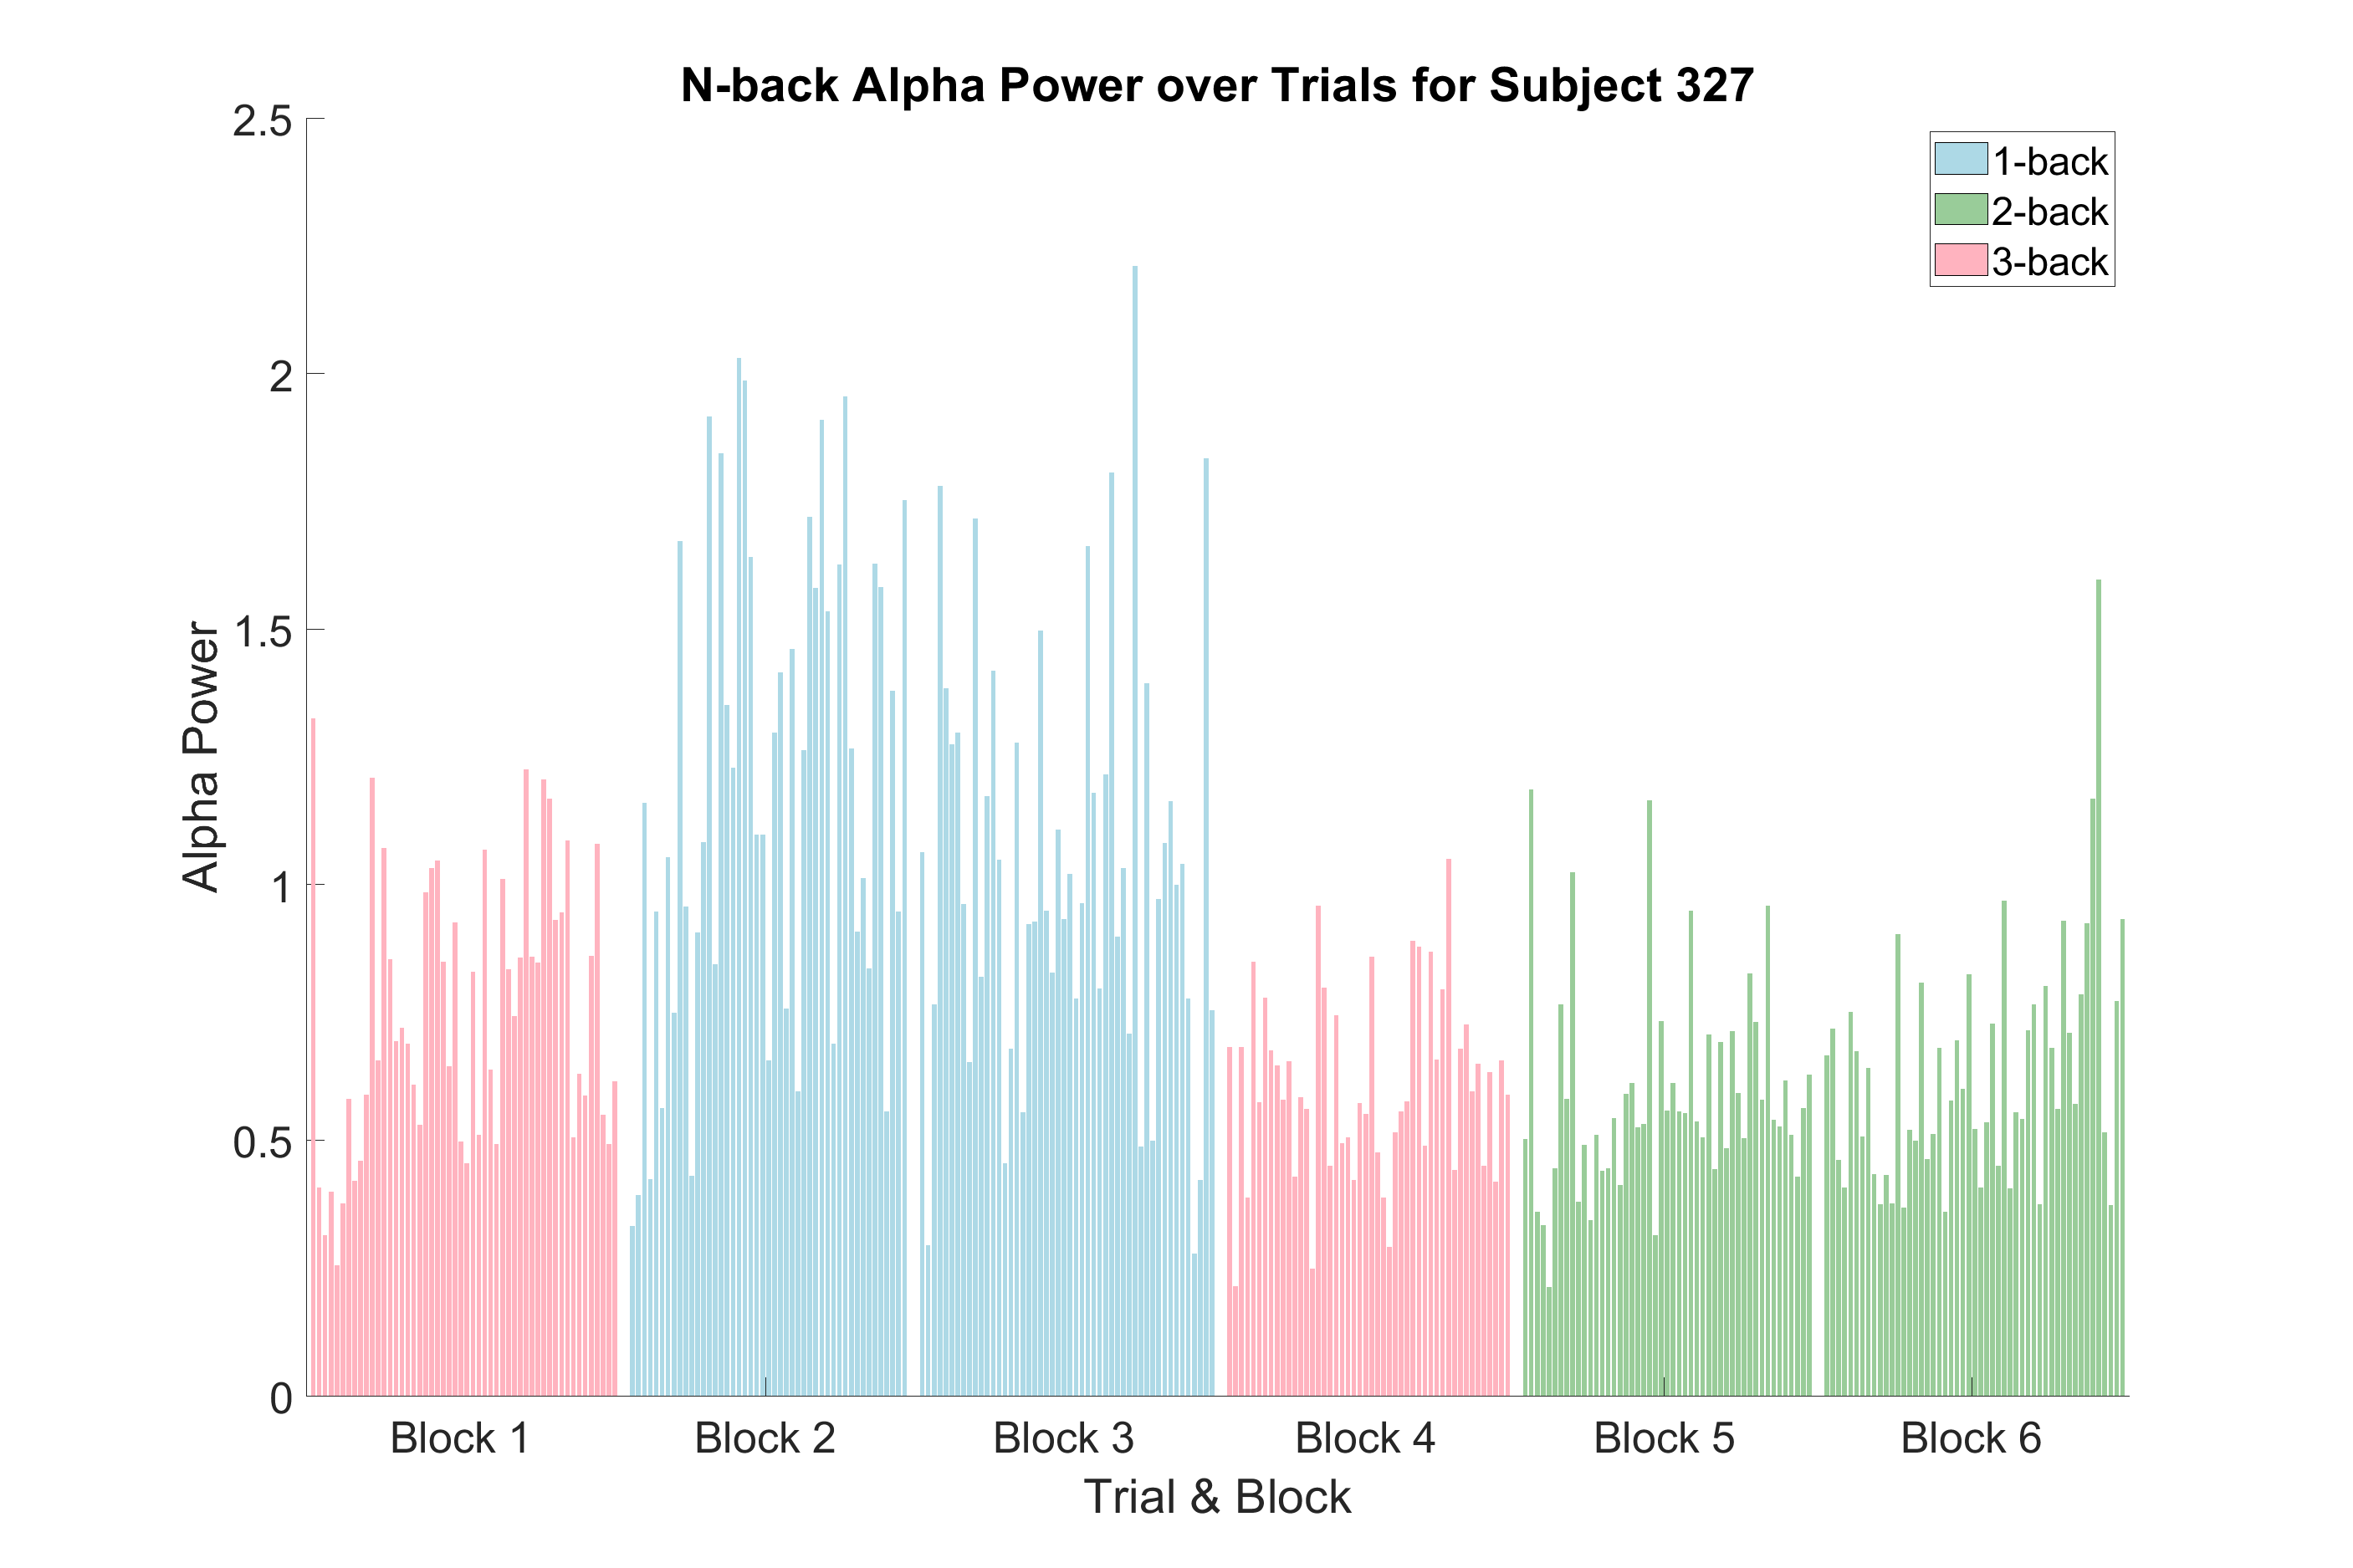 N-back Alpha Power over Trials for Subject 327
2.5
2
1.5
1
0.5
0
Alpha Power
1-back
2-back
3-back
Block 1
Block 2
Block 3
Block 4
Block 5
Block 6
Trial & Block